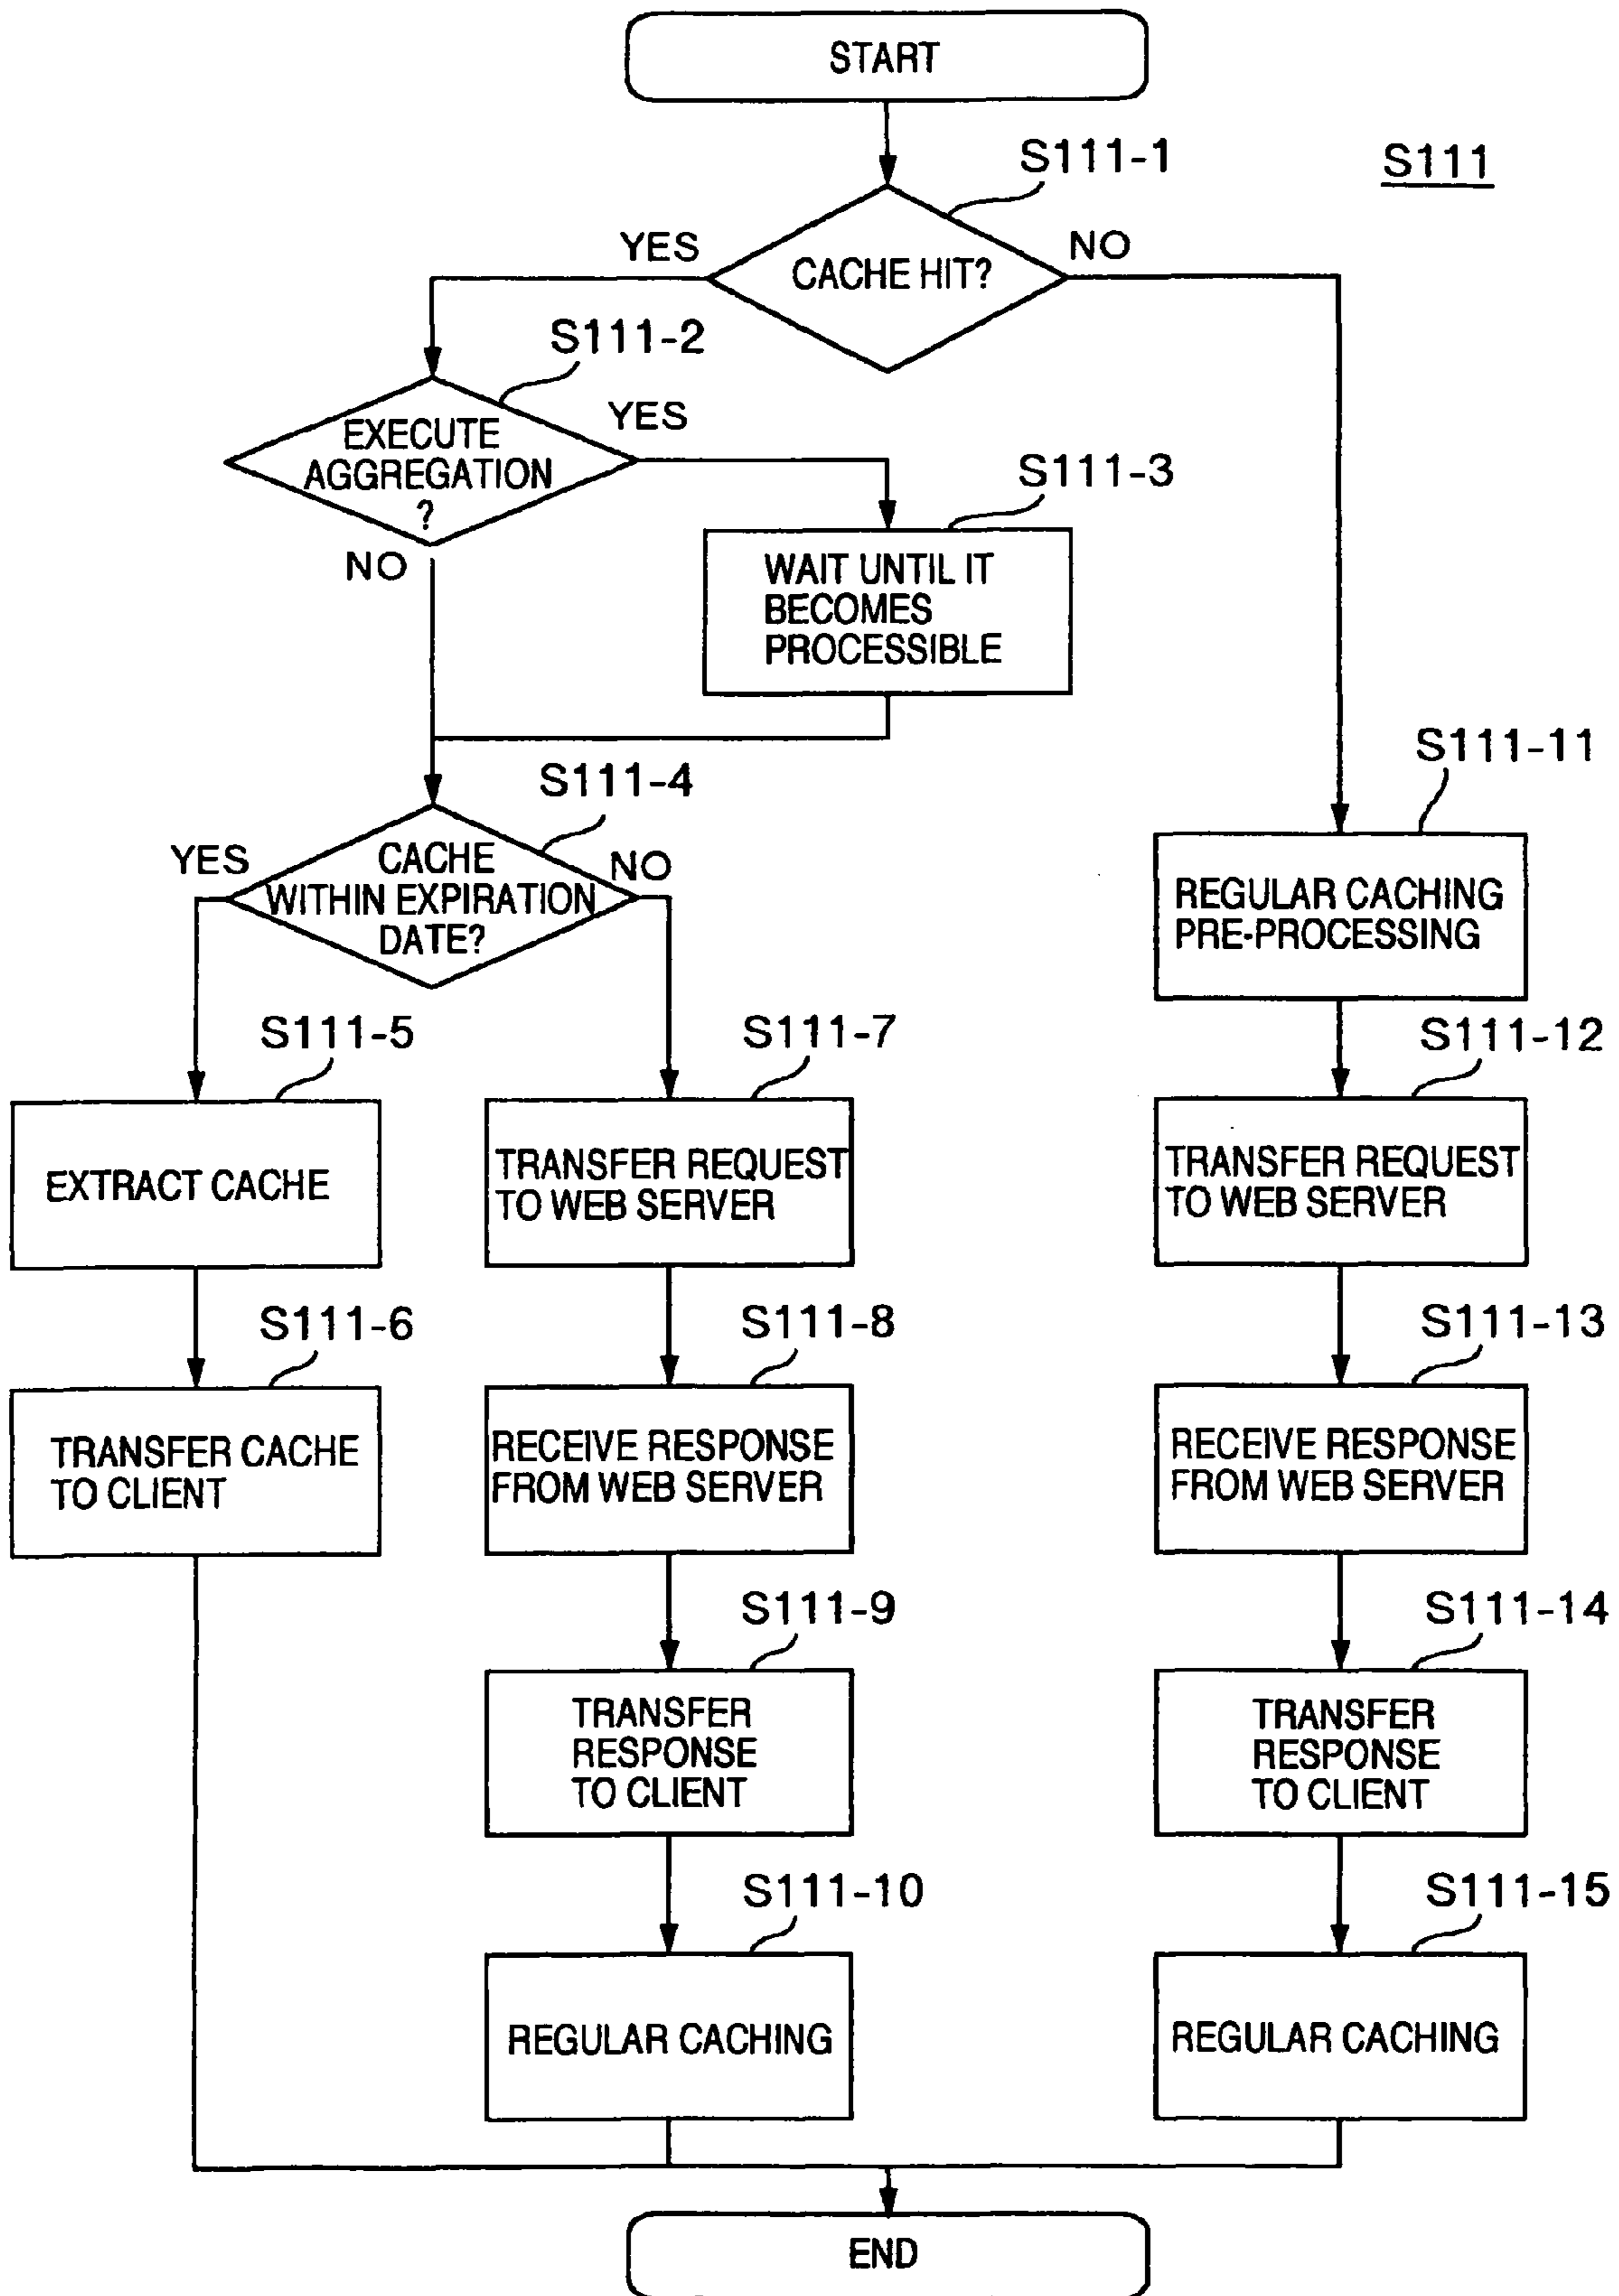 START
S111-1
S111
YES
NO
CACHE HIT?
S111-2
YES
EXECUTE
AGGREGATION
?
NO
S111-3
WAIT UNTIL IT
BECOMES
PROCESSIBLE
S111-4
YES
NO
CACHE
WITHIN EXPIRATION
DATE?
S111-11
REGULAR CACHING
PRE-PROCESSING
S111-5
S111-7
S111-12
EXTRACT CACHE
TRANSFER REQUEST
TO WEB SERVER
TRANSFER REQUEST
TO WEB SERVER
S111-6
S111-8
S111-13
TRANSFER CACHE
TO CLIENT
RECEIVE RESPONSE
FROM WEB SERVER
RECEIVE RESPONSE
FROM WEB SERVER
S111-9
S111-14
TRANSFER
RESPONSE
TO CLIENT
TRANSFER
RESPONSE
TO CLIENT
S111-10
S111-15
REGULAR CACHING
REGULAR CACHING
END